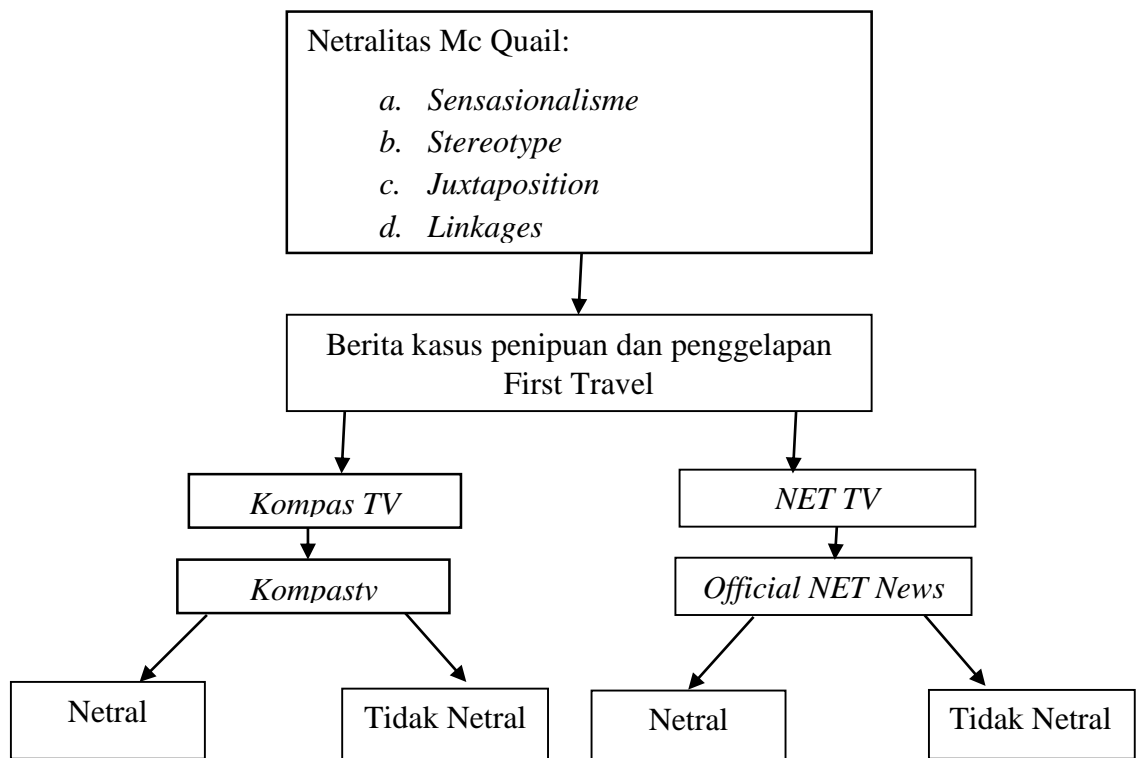 Netralitas Mc Quail:
a. Sensasionalisme
b. Stereotype
c. Juxtaposition
d. Linkages
Berita kasus penipuan dan penggelapan
First Travel
Kompas TV
NET TV
Kompastv
Official NET News
Netral
Tidak Netral
Netral
Tidak Netral